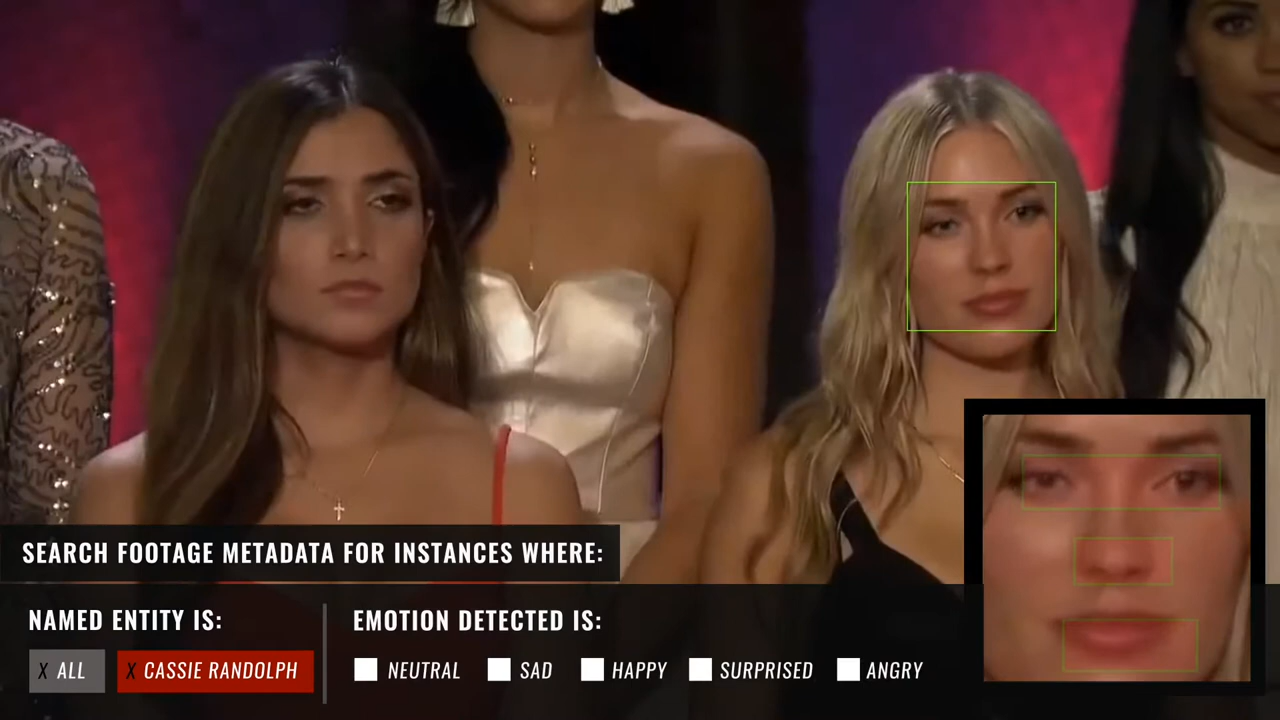 SEARCH FOOTAGE METADATA FOR INSTANCES WHERE:
NAMED ENTITY IS:
X ALL
X CASSIE RANDOLPH
EMOTION DETECTED IS:
NEUTRAL
SAD
HAPPY
SURPRISED
ANGRY